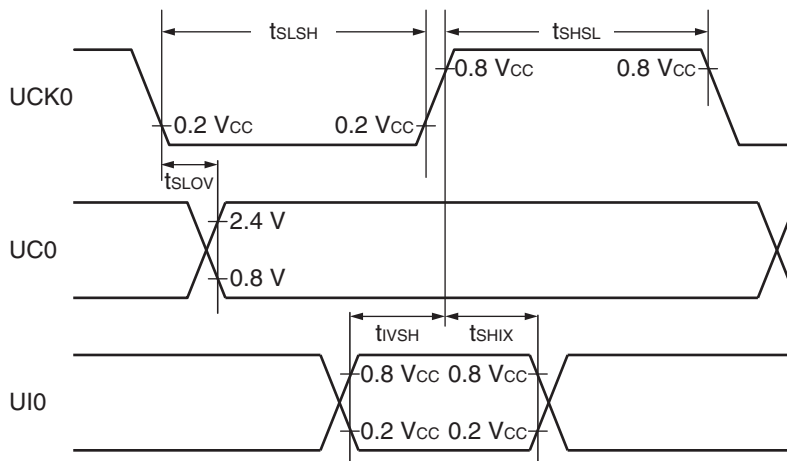 tSLSH tSHSL
UCK0 0.8 VCC 0.8 VCC
0.2 VCC 0.2 VCC
tSLOV
UC0 2.4 V
0.8 V
tIVSH tSHIX
UI0 0.8 VCC 0.8 VCC
0.2 VCC 0.2 VCC